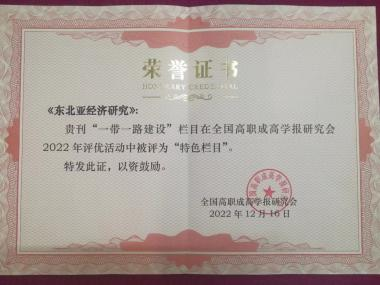 荣誉证书
HONORARY CREDENTIAL
《东北亚经济研究》:
贵刊“一带一路建设”栏目在全国高职成高学报研究会
2022年评优活动中被评为“特色栏目”。
特发此证,以资鼓励。
全国高职成高学报研究会
2022年12月16日